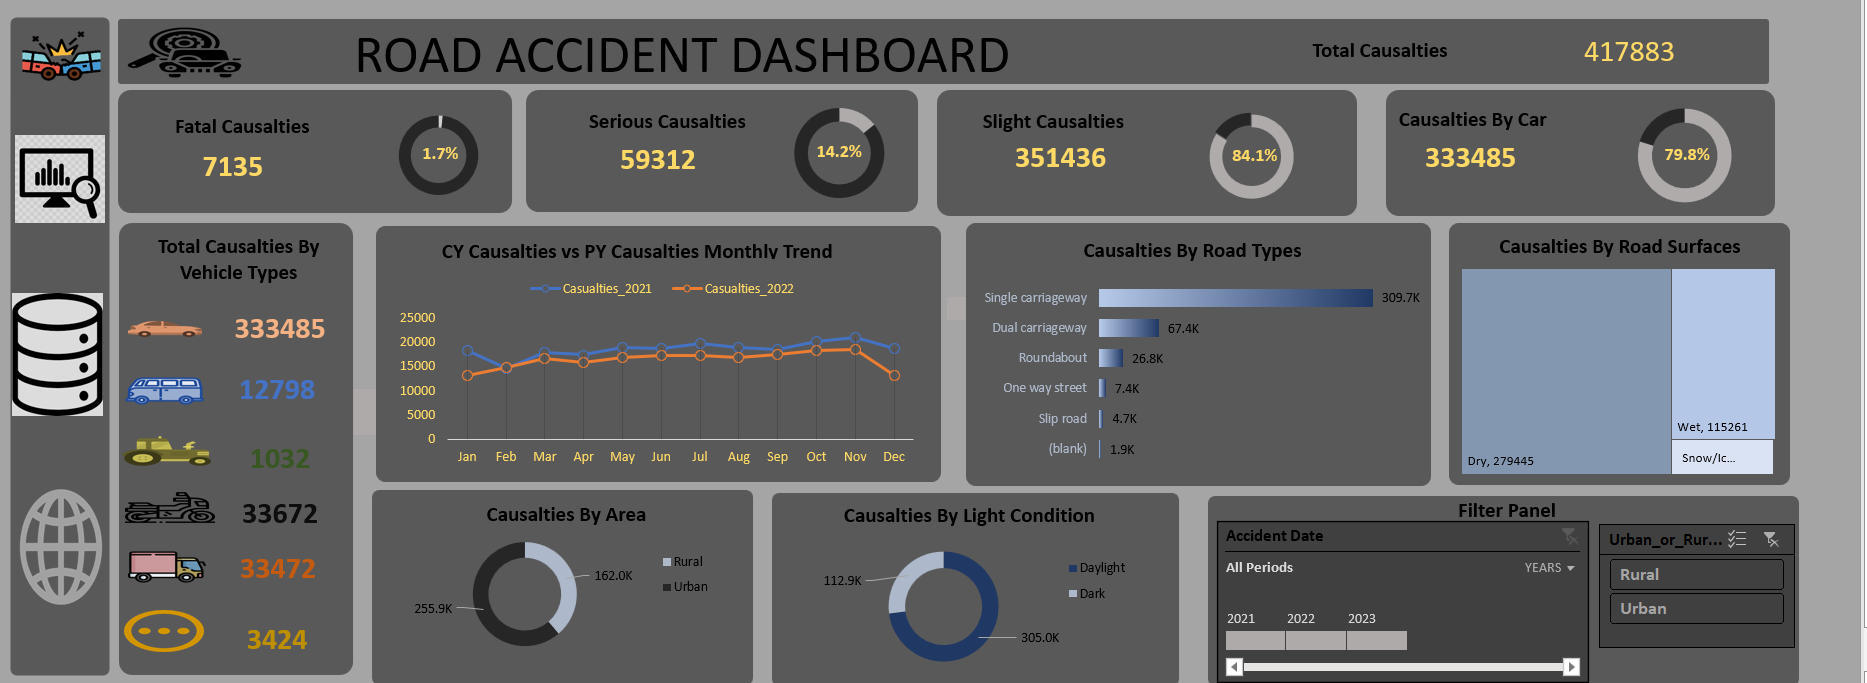 ROAD ACCIDENT DASHBOARD
Total Causalties
417883
Fatal Causalties
7135
1.7%
Serious Causalties
59312
14.2%
Slight Causalties
351436
84.1%
Causalties By Car
333485
79.8%
Total Causalties By
Vehicle Types
333485
12798
1032
33672
33472
3424
CY Causalties vs PY Causalties Monthly Trend
Casualties_2021
Casualties_2022
25000
20000
15000
10000
5000
0
Jan Feb Mar Apr May Jun Jul Aug Sep Oct Nov Dec
Causalties By Road Types
Single carriageway 309.7K
Dual carriageway 67.4K
Roundabout 26.8K
One way street 7.4K
Slip road 4.7K
(blank) 1.9K
Causalties By Road Surfaces
Dry, 279445
Wet, 115261
Snow/Ic...
Causalties By Area
162.0K
255.9K
Rural
Urban
Causalties By Light Condition
112.9K
305.0K
Daylight
Dark
Filter Panel
Accident Date
All Periods
YEARS
2021 2022 2023
Urban_or_Rur...
Rural
Urban